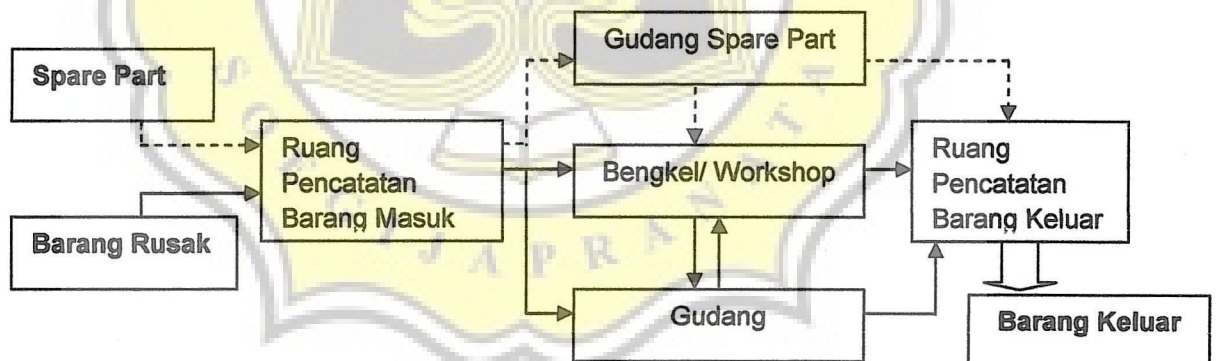 Gudang Spare Part
Spare Part
Ruang
Pencatatan
Barang Masuk
Bengkel/ Workshop
Ruang
Pencatatan
Barang Keluar
Barang Rusak
Gudang
Barang Keluar
S O
I J A P R A N A T A